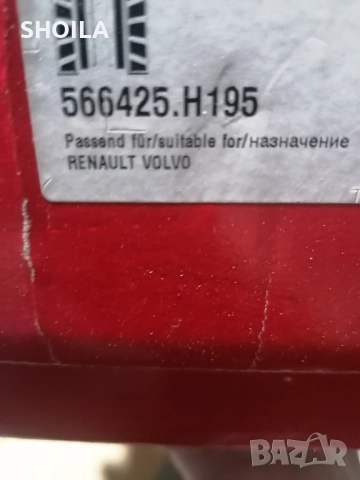 SHOILA
566425.H195
Passend für/suitable for/назначение
RENAULT VOLVO
BAZAR